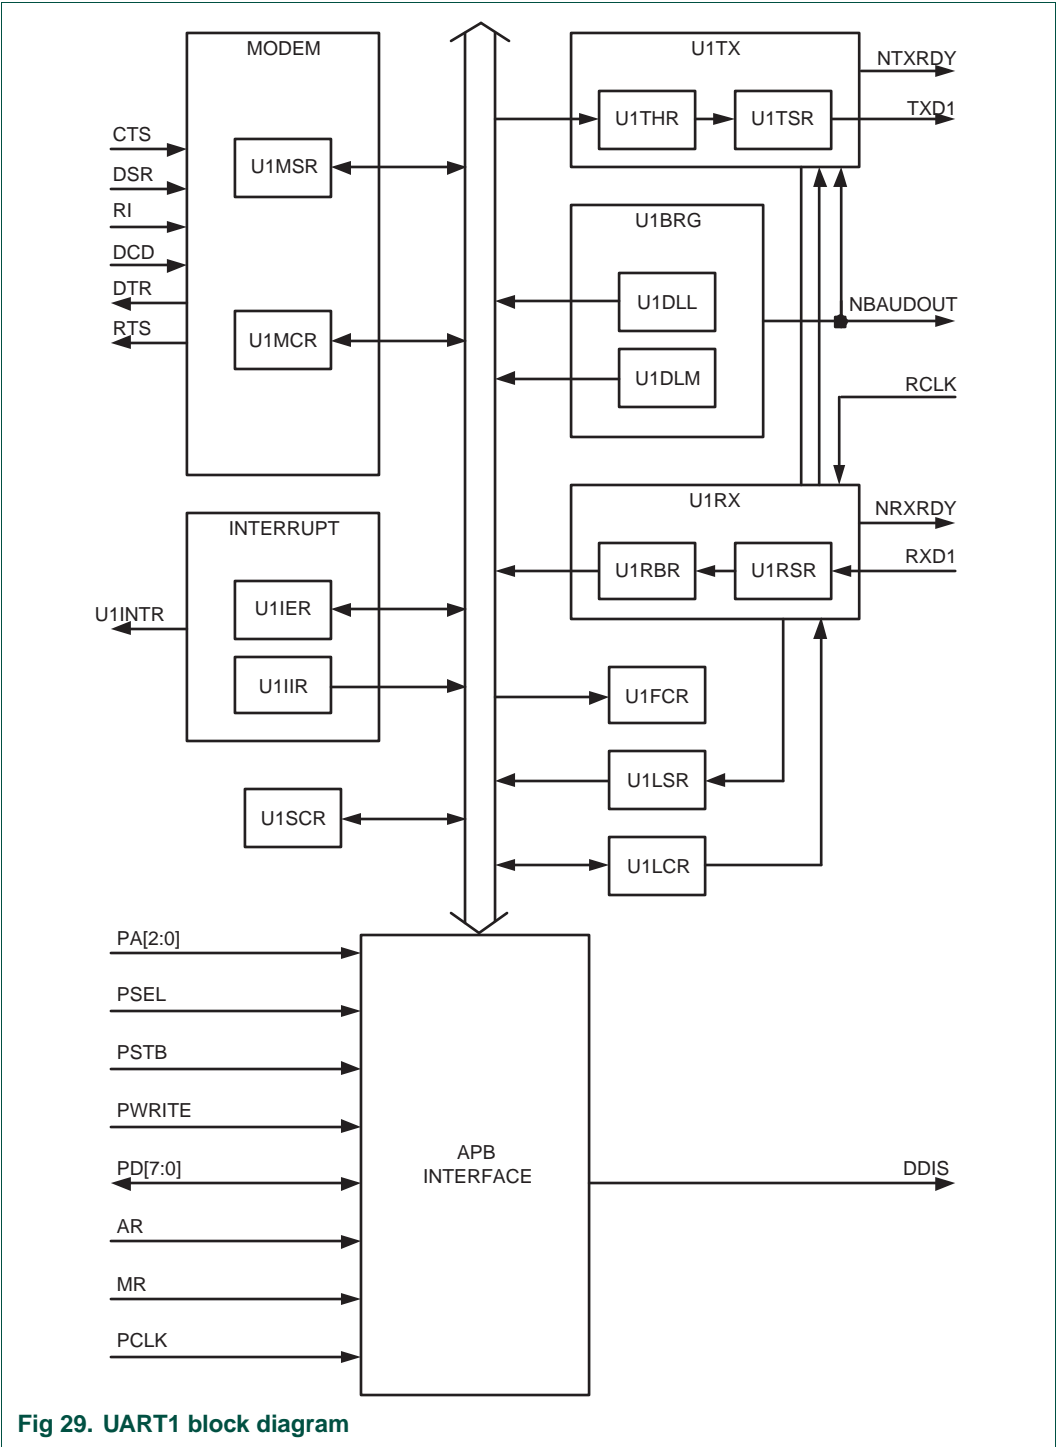 MODEM
CTS
DSR
RI
DCD
DTR
RTS
U1MSR
U1MCR
INTERRUPT
U1INTR
U1IER
U1IIR
U1SCR
U1TX
U1THR
U1TSR
NTXRDY
TXD1
U1BRG
U1DLL
U1DLM
NBAUDOUT
RCLK
U1RX
NRXRDY
U1RBR
U1RSR
RXD1
U1FCR
U1LSR
U1LCR
PA[2:0]
PSEL
PSTB
PWRITE
PD[7:0]
AR
MR
PCLK
APB
INTERFACE
DDIS
Fig 29. UART1 block diagram